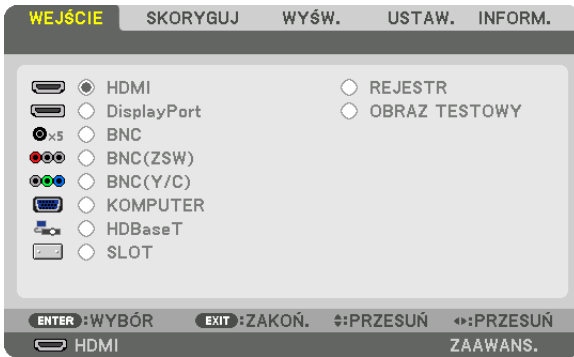 WEJŚCIE SKORYGUJ WYŚW. USTAW. INFORM.
HDMI REJESTR
DisplayPort OBRAZ TESTOWY
×5 BNC
BNC(ZSW)
BNC(Y/C)
KOMPUTER
HDBaseT
SLOT
ENTER :WYBÓR EXIT :ZAKOŃ. :PRZESUŃ :PRZESUŃ
HDMI ZAAWANS.